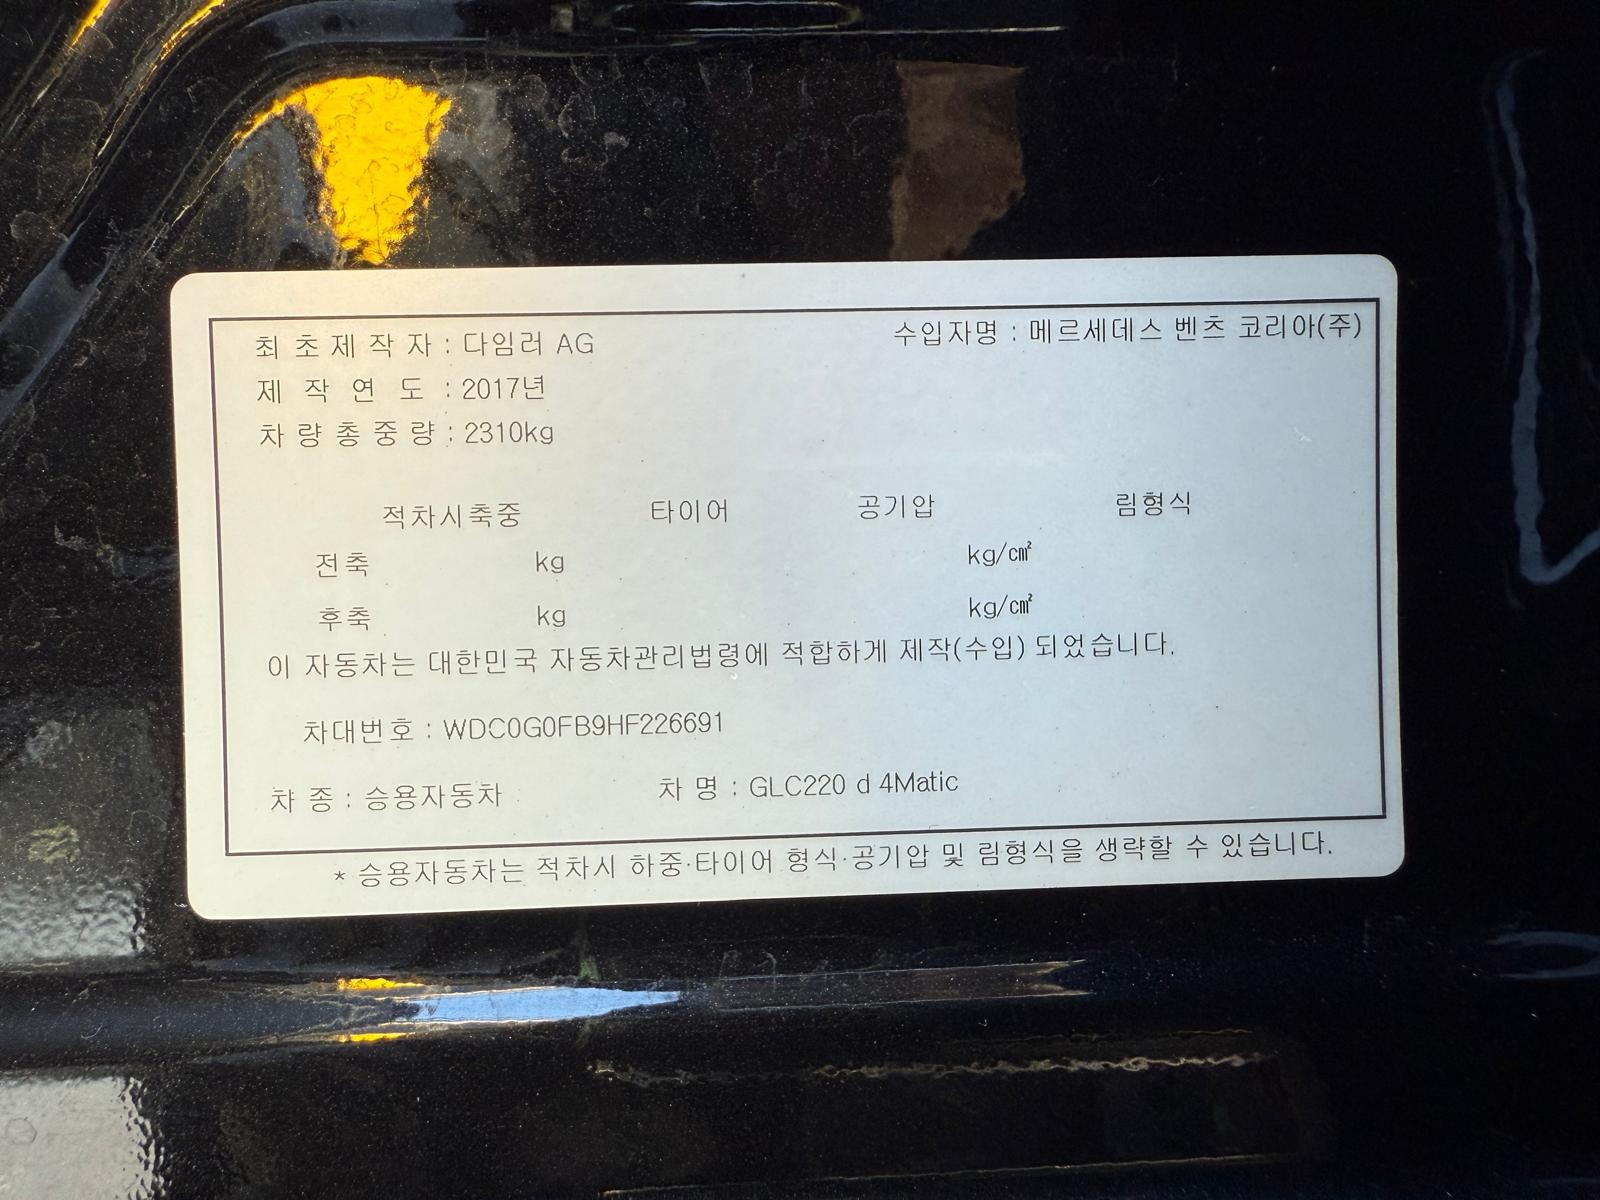 최초제작자 : 다임러 AG 수입자명 : 메르세데스 벤츠 코리아(주)
제작연도 : 2017년
차량총중량 : 2310kg
적차시축중 타이어 공기압 림형식
전축 kg kg/㎠
후축 kg kg/㎠
이 자동차는 대한민국 자동차관리법령에 적합하게 제작(수입) 되었습니다.
차대번호 : WDC0G0FB9HF226691
차 종 : 승용자동차 차 명 : GLC220 d 4Matic
* 승용자동차는 적차시 하중·타이어 형식·공기압 및 림형식을 생략할 수 있습니다.